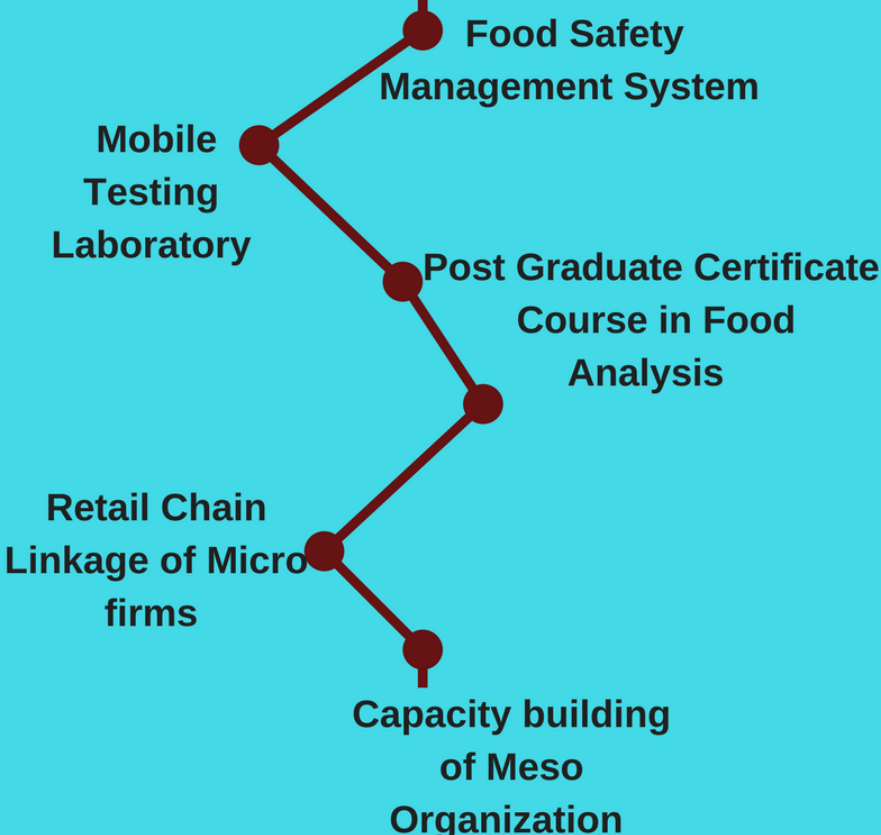 Food Safety
Management System
Mobile
Testing
Laboratory
Post Graduate Certificate
Course in Food
Analysis
Retail Chain
Linkage of Micro
firms
Capacity building
of Meso
Organization